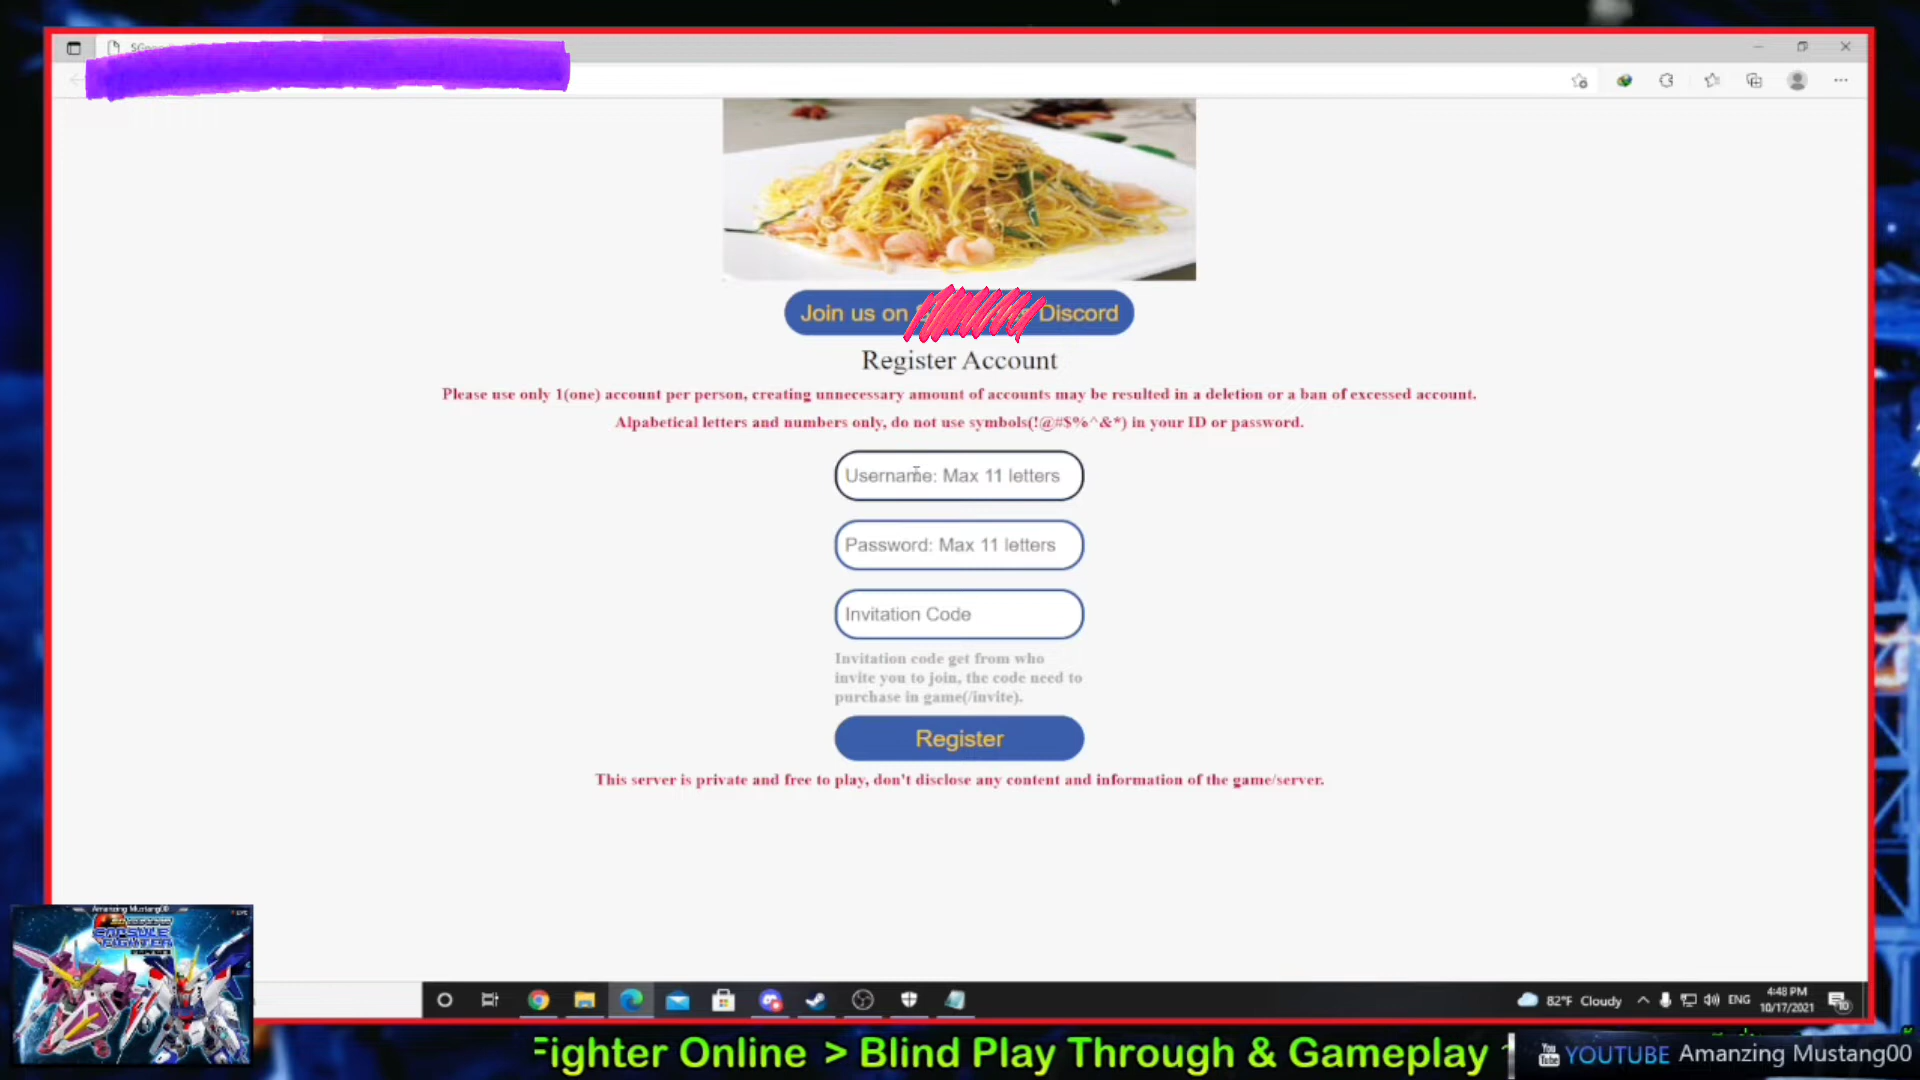 Join us on Discord
Register Account
Please use only 1(one) account per person, creating unnecessary amount of accounts may be resulted in a deletion or a ban of excessed account.
Alpabetical letters and numbers only, do not use symbols(!@#$%^&*) in your ID or password.
Username: Max 11 letters
Password: Max 11 letters
Invitation Code
Invitation code get from who
invite you to join, the code need to
purchase in game(/invite).
Register
This server is private and free to play, don't disclose any content and information of the game/server.
Amanzing Mustang00
CAPSULE
FIGHTER
82°F Cloudy
ENG
4:48 PM
10/17/2021
Fighter Online > Blind Play Through & Gameplay
YOUTUBE Amanzing Mustang00